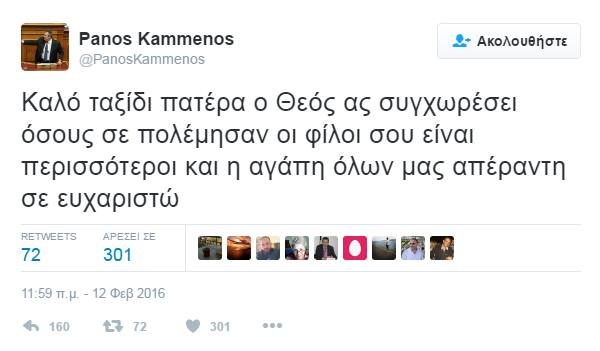 Panos Kammenos
@PanosKammenos
Ακολουθήστε
Καλό ταξίδι πατέρα ο Θεός ας συγχωρέσει
όσους σε πολέμησαν οι φίλοι σου είναι
περισσότεροι και η αγάπη όλων μας απέραντη
σε ευχαριστώ
RETWEETS
72
ΑΡΕΣΕΙ ΣΕ
301
11:59 π.μ. - 12 Φεβ 2016
160
72
301